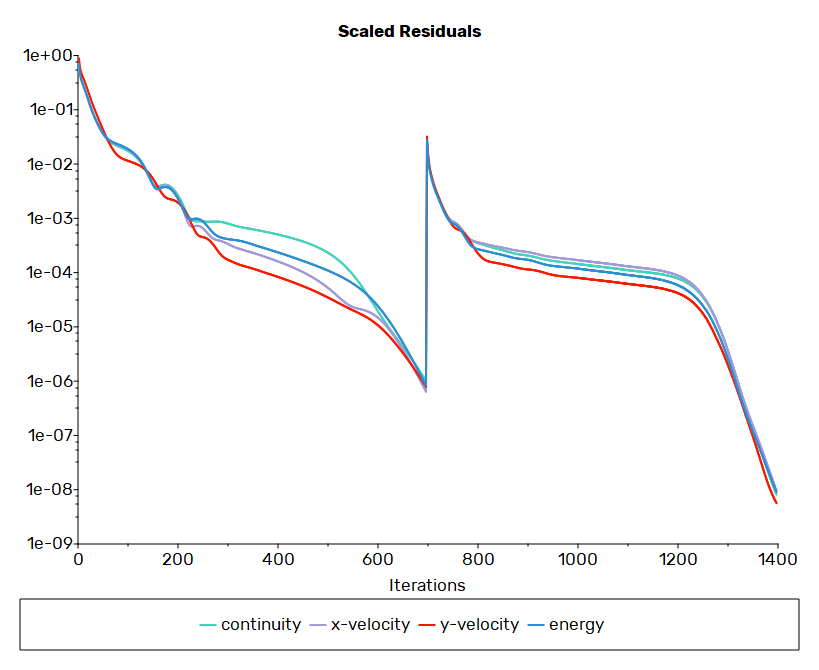 Scaled Residuals
1e+00
1e-01
1e-02
1e-03
1e-04
1e-05
1e-06
1e-07
1e-08
1e-09
0 200 400 600 800 1000 1200 1400
Iterations
continuity x-velocity y-velocity energy